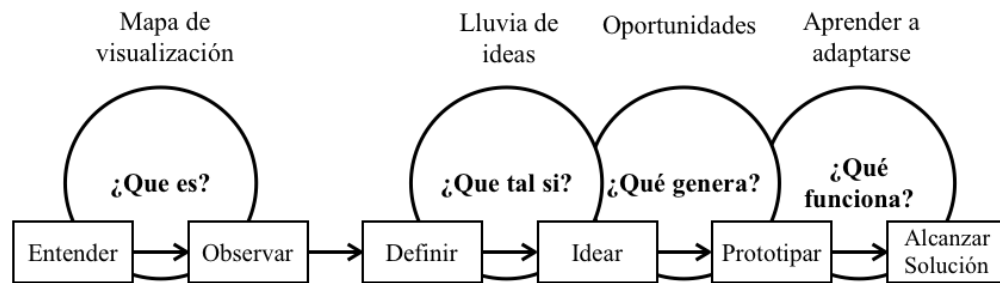 Mapa de
visualización
Lluvia de
ideas
Oportunidades
Aprender a
adaptarse
¿Que es?
¿Que tal si?
¿Qué genera?
¿Qué
funciona?
Entender
Observar
Definir
Idear
Prototipar
Alcanzar
Solución